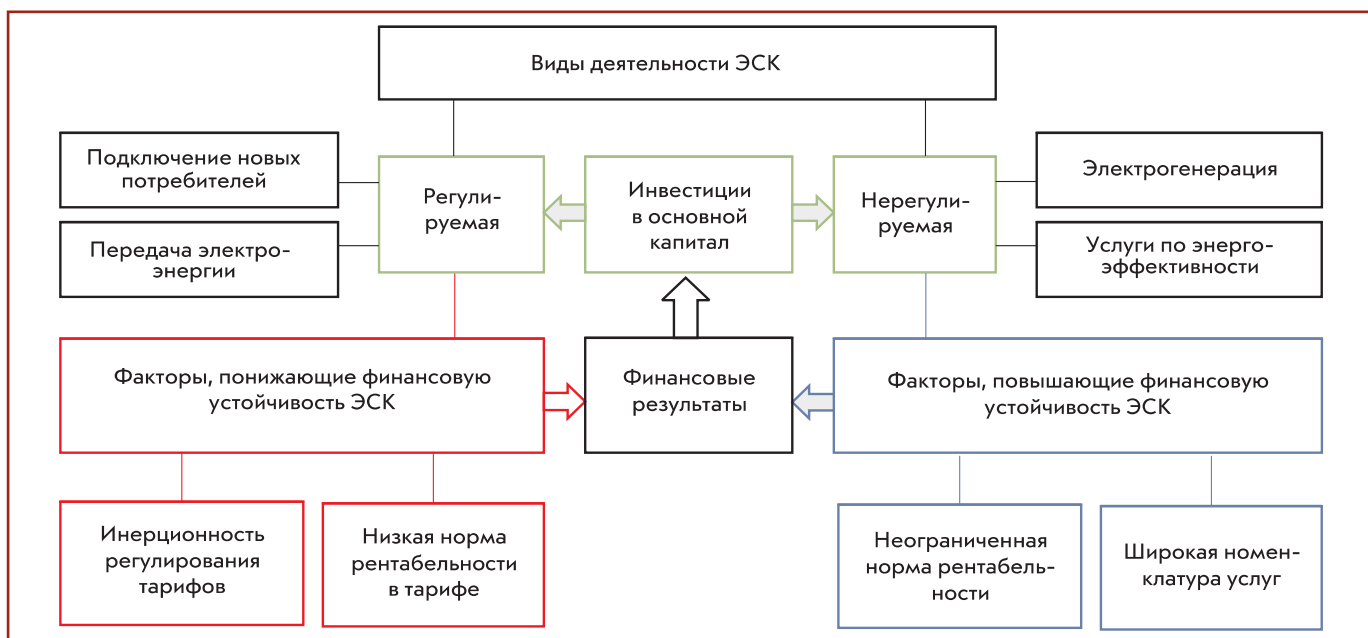 Виды деятельности ЭСК
Подключение новых
потребителей
Передача электро-
энергии
Регули-
руемая
Инвестиции
в основной
капитал
Нерегули-
руемая
Электрогенерация
Услуги по энерго-
эффективности
Факторы, понижающие финансовую
устойчивость ЭСК
Финансовые
результаты
Факторы, повышающие финансовую
устойчивость ЭСК
Инерционность
регулирования
тарифов
Низкая норма
рентабельности
в тарифе
Неограниченная
норма рентабель-
ности
Широкая номен-
клатура услуг